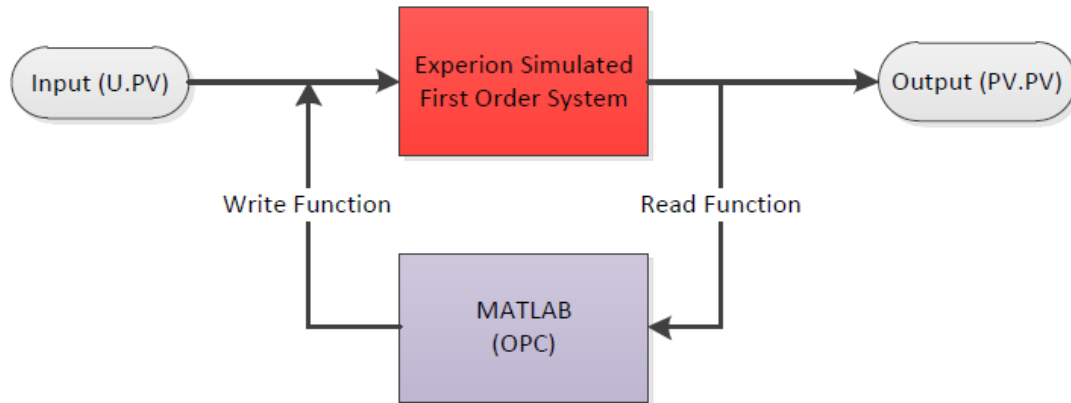 Input (U.PV)
Experion Simulated
First Order System
Output (PV.PV)
Write Function
Read Function
MATLAB
(OPC)